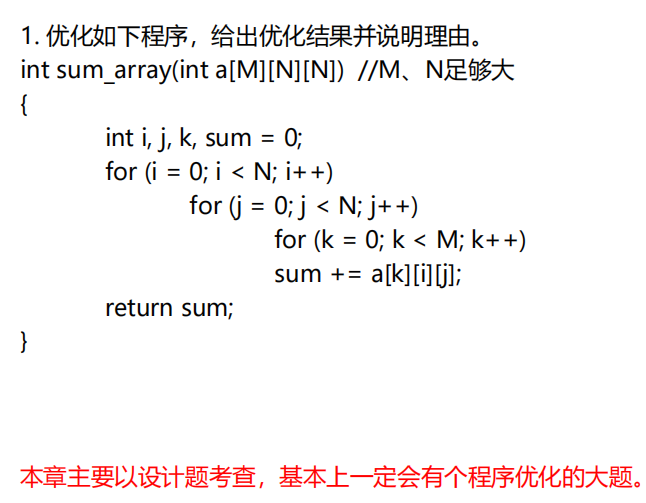 1. 优化如下程序，给出优化结果并说明理由。
int sum_array(int a[M][N][N])  //M、N足够大
{
int i, j, k, sum = 0;
for (i = 0; i < N; i++)
for (j = 0; j < N; j++)
for (k = 0; k < M; k++)
sum += a[k][i][j];
return sum;
}
本章主要以设计题考查，基本上一定会有个程序优化的大题。